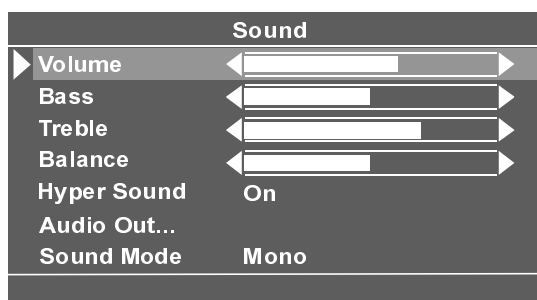 Sound
Volume
Bass
Treble
Balance
Hyper Sound On
Audio Out...
Sound Mode Mono